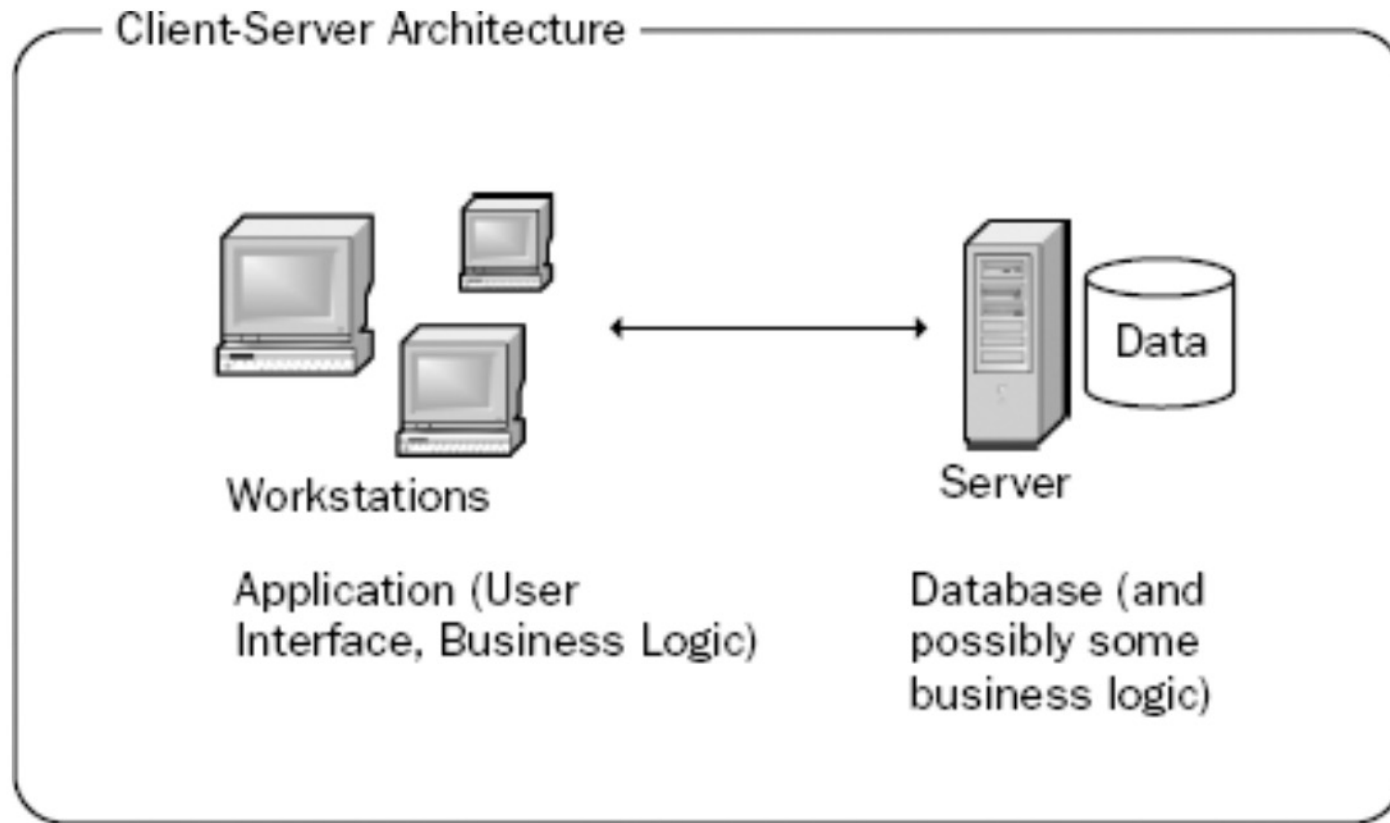 Client-Server Architecture
Data
Workstations
Server
Application (User
Interface, Business Logic)
Database (and
possibly some
business logic)